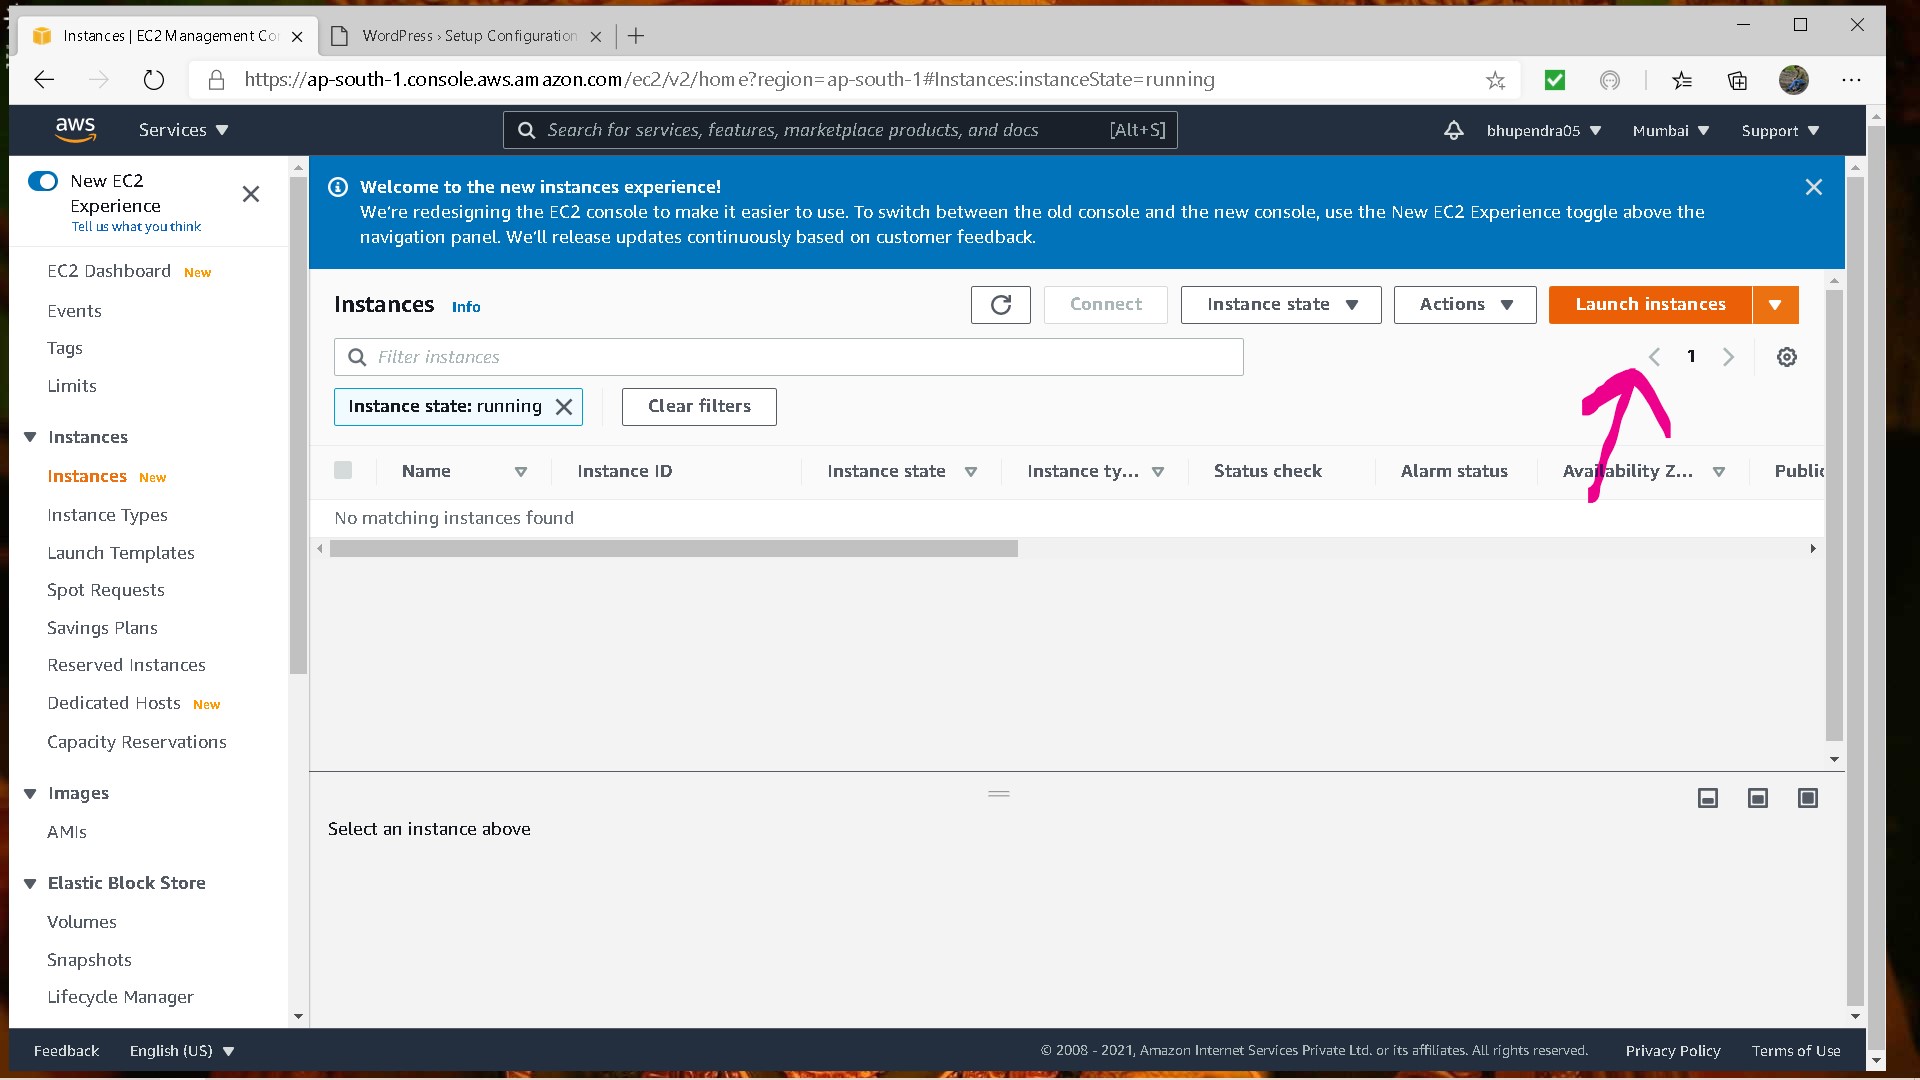 Instances | EC2 Management Co
WordPress › Setup Configuration
https://ap-south-1.console.aws.amazon.com/ec2/v2/home?region=ap-south-1#Instances:instanceState=running
aws
Services
Search for services, features, marketplace products, and docs
[Alt+S]
bhupendra05
Mumbai
Support
New EC2
Experience
Tell us what you think
EC2 Dashboard New
Events
Tags
Limits
Instances
Instances New
Instance Types
Launch Templates
Spot Requests
Savings Plans
Reserved Instances
Dedicated Hosts New
Capacity Reservations
Images
AMIs
Elastic Block Store
Volumes
Snapshots
Lifecycle Manager
Welcome to the new instances experience!
We're redesigning the EC2 console to make it easier to use. To switch between the old console and the new console, use the New EC2 Experience toggle above the
navigation panel. We'll release updates continuously based on customer feedback.
Instances Info
Connect
Instance state
Actions
Launch instances
Filter instances
1
Instance state: running
Clear filters
Name
Instance ID
Instance state
Instance ty...
Status check
Alarm status
Availability Z...
Public
No matching instances found
Select an instance above
Feedback
English (US)
© 2008 - 2021, Amazon Internet Services Private Ltd. or its affiliates. All rights reserved.
Privacy Policy
Terms of Use